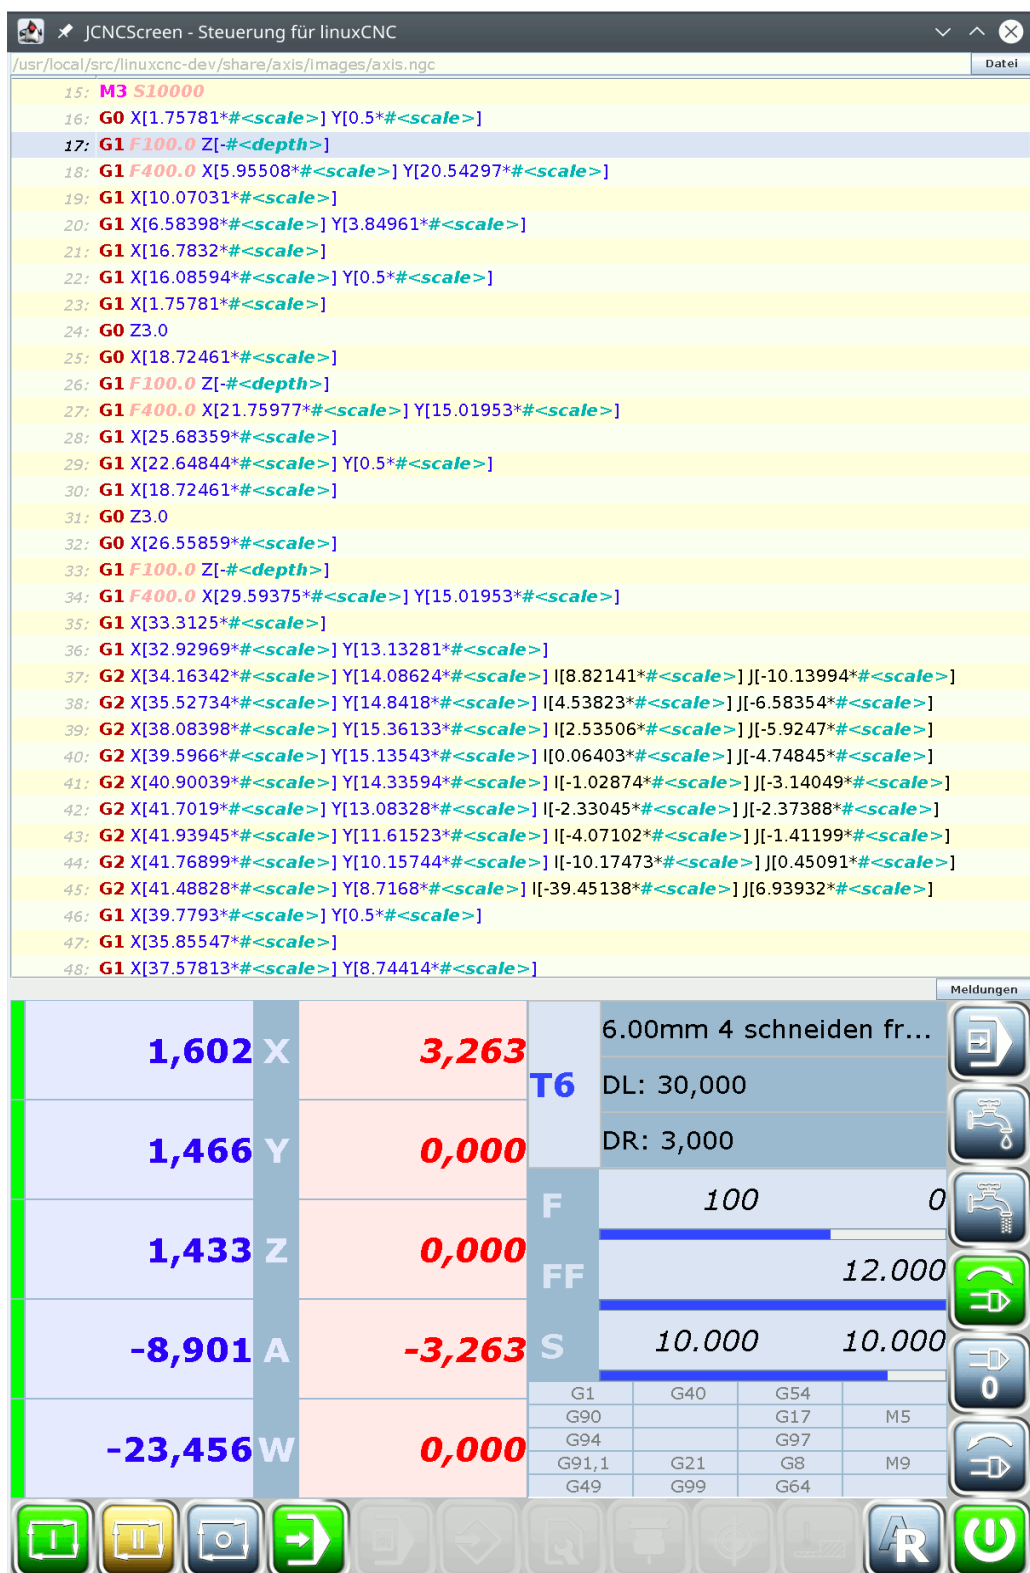 JCNCScreen - Steuerung für linuxCNC
/usr/local/src/linuxcnc-dev/share/axis/images/axis.ngc Datei
15: M3 S10000
16: G0 X[1.75781*#<scale>] Y[0.5*#<scale>]
17: G1 F100.0 Z[-#<depth>]
18: G1 F400.0 X[5.95508*#<scale>] Y[20.54297*#<scale>]
19: G1 X[10.07031*#<scale>]
20: G1 X[6.58398*#<scale>] Y[3.84961*#<scale>]
21: G1 X[16.7832*#<scale>]
22: G1 X[16.08594*#<scale>] Y[0.5*#<scale>]
23: G1 X[1.75781*#<scale>]
24: G0 Z3.0
25: G0 X[18.72461*#<scale>]
26: G1 F100.0 Z[-#<depth>]
27: G1 F400.0 X[21.75977*#<scale>] Y[15.01953*#<scale>]
28: G1 X[25.68359*#<scale>]
29: G1 X[22.64844*#<scale>] Y[0.5*#<scale>]
30: G1 X[18.72461*#<scale>]
31: G0 Z3.0
32: G0 X[26.55859*#<scale>]
33: G1 F100.0 Z[-#<depth>]
34: G1 F400.0 X[29.59375*#<scale>] Y[15.01953*#<scale>]
35: G1 X[33.3125*#<scale>]
36: G1 X[32.92969*#<scale>] Y[13.13281*#<scale>]
37: G2 X[34.16342*#<scale>] Y[14.08624*#<scale>] I[8.82141*#<scale>] J[-10.13994*#<scale>]
38: G2 X[35.52734*#<scale>] Y[14.8418*#<scale>] I[4.53823*#<scale>] J[-6.58354*#<scale>]
39: G2 X[38.08398*#<scale>] Y[15.36133*#<scale>] I[2.53506*#<scale>] J[-5.9247*#<scale>]
40: G2 X[39.5966*#<scale>] Y[15.13543*#<scale>] I[0.06403*#<scale>] J[-4.74845*#<scale>]
41: G2 X[40.90039*#<scale>] Y[14.33594*#<scale>] I[-1.02874*#<scale>] J[-3.14049*#<scale>]
42: G2 X[41.7019*#<scale>] Y[13.08328*#<scale>] I[-2.33045*#<scale>] J[-2.37388*#<scale>]
43: G2 X[41.93945*#<scale>] Y[11.61523*#<scale>] I[-4.07102*#<scale>] J[-1.41199*#<scale>]
44: G2 X[41.76899*#<scale>] Y[10.15744*#<scale>] I[-10.17473*#<scale>] J[0.45091*#<scale>]
45: G2 X[41.48828*#<scale>] Y[8.7168*#<scale>] I[-39.45138*#<scale>] J[6.93932*#<scale>]
46: G1 X[39.7793*#<scale>] Y[0.5*#<scale>]
47: G1 X[35.85547*#<scale>]
48: G1 X[37.57813*#<scale>] Y[8.74414*#<scale>]
Meldungen
1,602 X 3,263
1,466 Y 0,000
1,433 Z 0,000
-8,901 A -3,263
-23,456 W 0,000
T6
6.00mm 4 schneiden fr...
DL: 30,000
DR: 3,000
F 100 0
FF 12.000
S 10.000 10.000
G1 G40 G54
G90 G17 M5
G94 G97
G91,1 G21 G8 M9
G49 G99 G64
0
I II O AR